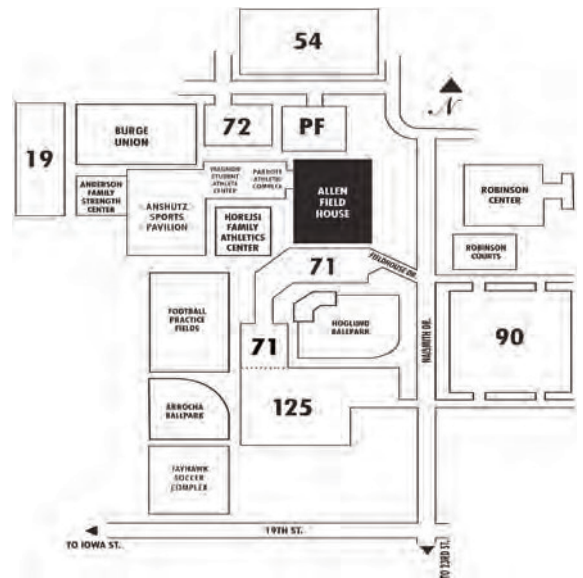 54
N
72
PF
BURGE
UNION
19
WAGNON
STUDENT
ATHLETE
CENTER
PARROTT
ATHLETIC
COMPLEX
ALLEN
FIELD
HOUSE
ROBINSON
CENTER
ANDERSON
FAMILY
STRENGTH
CENTER
ANSHUTZ
SPORTS
PAVILION
HOREJSI
FAMILY
ATHLETICS
CENTER
ROBINSON
COURTS
71
FIELDHOUSE DR.
FOOTBALL
PRACTICE
FIELDS
HOGLUND
BALLPARK
NAISMITH DR.
90
71
ARROCHA
BALLPARK
125
JAYHAWK
SOCCER
COMPLEX
19TH ST.
TO IOWA ST.
TO 23RD ST.